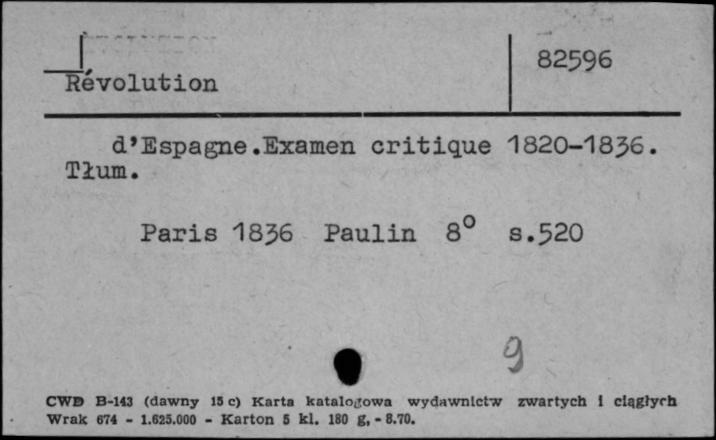 82596
Révolution
d'Espagne.Examen critique 1820-1836.
Tłum.
Paris 1836 Paulin 8° s.520
9
CWD B-143 (dawny 15 c) Karta katalogowa wydawnictw zwartych i ciągłych
Wrak 674 - 1.625.000 - Karton 5 kl. 180 g, - 8.70.